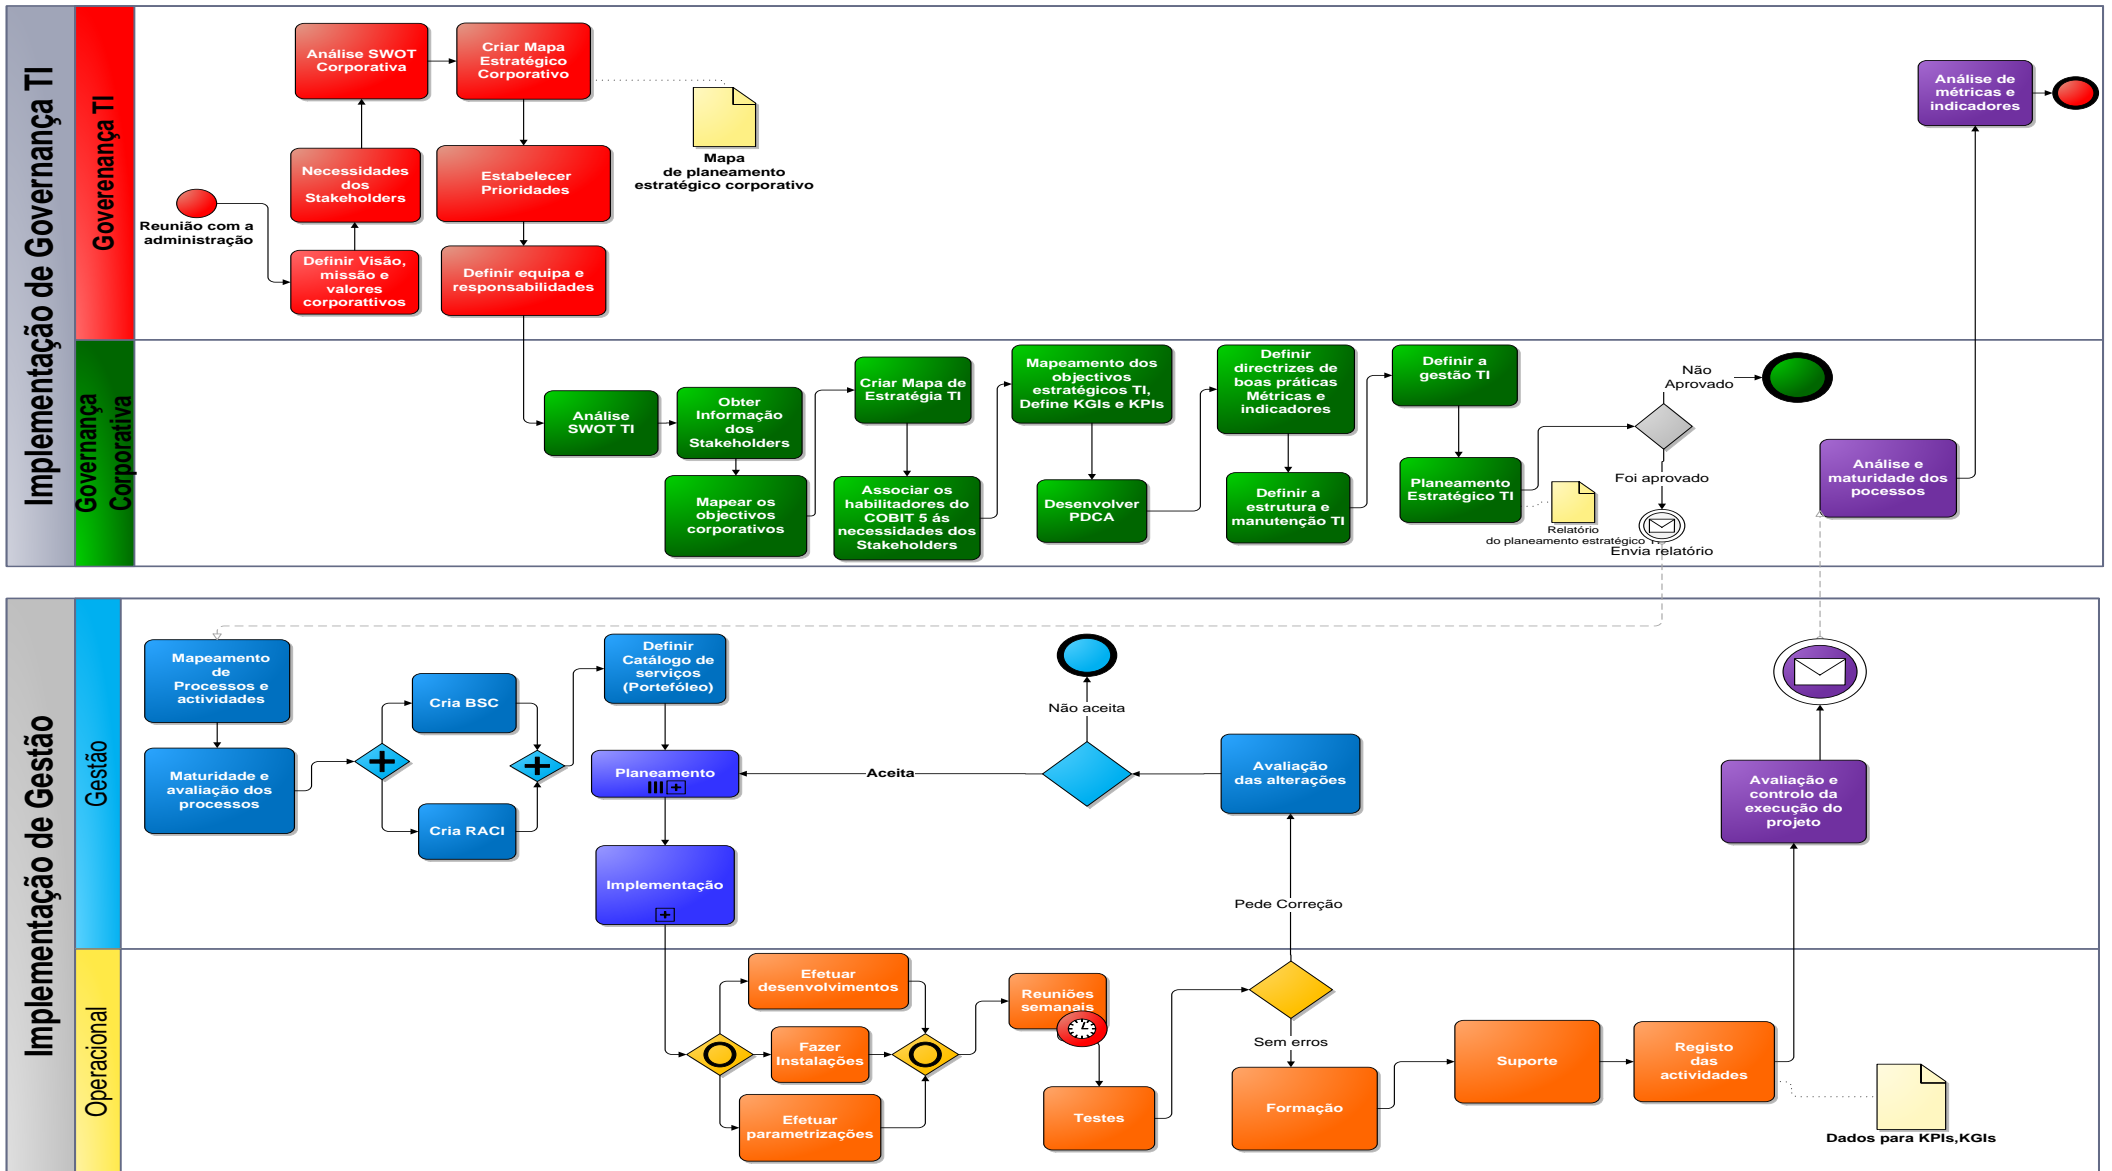 Implementação de Governança TI
Goverenança TI
Reunião com a
administração
Definir Visão,
missão e
valores
corporattivos
Necessidades
dos
Stakeholders
Análise SWOT
Corporativa
Criar Mapa
Estratégico
Corporativo
Mapa
de planeamento
estratégico corporativo
Estabelecer
Prioridades
Definir equipa e
responsabilidades
Análise de
métricas e
indicadores
Governança
Corporativa
Análise
SWOT TI
Obter
Informação
dos
Stakeholders
Mapear os
objectivos
corporativos
Criar Mapa de
Estratégia TI
Associar os
habilitadores do
COBIT 5 ás
necessidades dos
Stakeholders
Mapeamento dos
objectivos
estratégicos TI,
Define KGIs e KPIs
Desenvolver
PDCA
Definir
directrizes de
boas práticas
Métricas e
indicadores
Definir a
estrutura e
manutenção TI
Definir a
gestão TI
Planeamento
Estratégico TI
Relatório
do planeamento estratégico
Não
Aprovado
Foi aprovado
Envia relatório
Análise e
maturidade dos
pocessos
Implementação de Gestão
Gestão
Mapeamento
de
Processos e
actividades
Maturidade e
avaliação dos
processos
Cria BSC
Cria RACI
Definir
Catálogo de
serviços
(Portefóleo)
Planeamento
Implementação
Aceita
Não aceita
Avaliação
das alterações
Pede Correção
Avaliação e
controlo da
execução do
projeto
Operacional
Efetuar
desenvolvimentos
Fazer
Instalações
Efetuar
parametrizações
Reuniões
semanais
Testes
Sem erros
Formação
Suporte
Registo
das
actividades
Dados para KPIs,KGIs